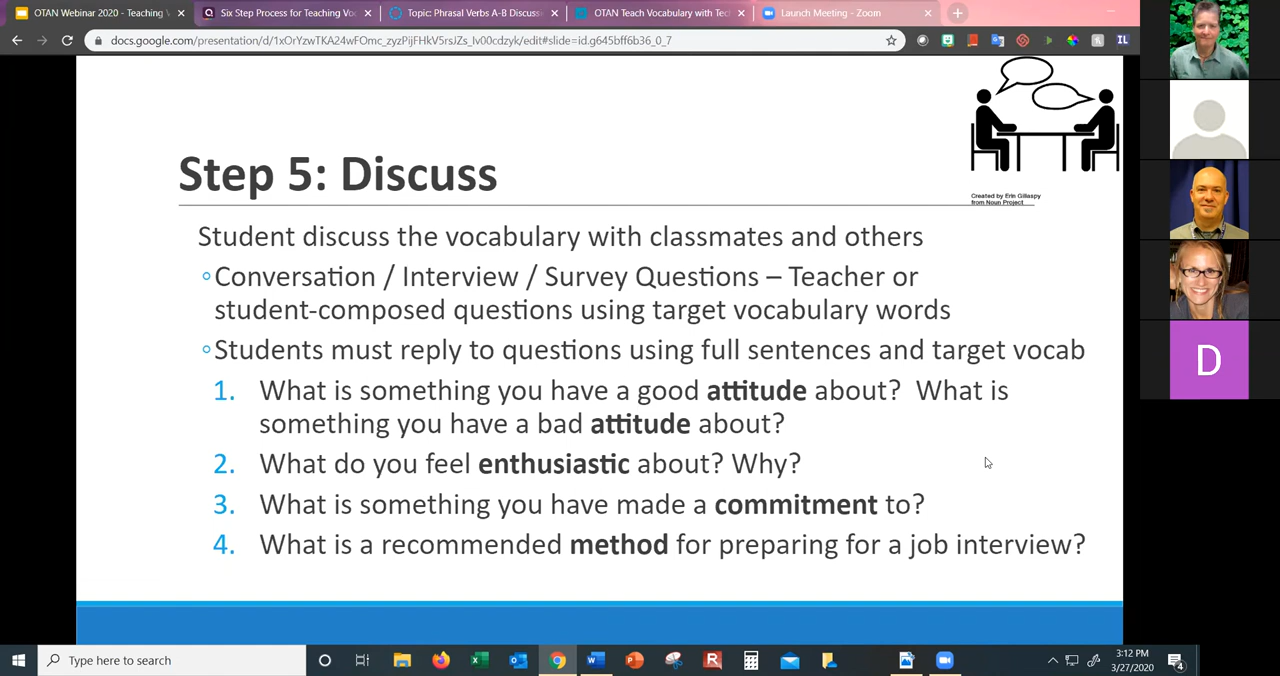 OTAN Webinar 2020 - Teaching V
Six Step Process for Teaching Vo
Topic: Phrasal Verbs A-B Discuss
OTAN Teach Vocabulary with Tech
Launch Meeting - Zoom
docs.google.com/presentation/d/1xOrYzwTKA24wFOmc_zyzPijFHkV5rsJZs_lv00cdzyk/edit#slide=id.g645bff6b36_0_7
IL
Created by Erin Gillaspy
from Noun Project
Step 5: Discuss
Student discuss the vocabulary with classmates and others
◦Conversation / Interview / Survey Questions – Teacher or
student-composed questions using target vocabulary words
◦Students must reply to questions using full sentences and target vocab
1. What is something you have a good attitude about? What is
something you have a bad attitude about?
2. What do you feel enthusiastic about? Why?
3. What is something you have made a commitment to?
4. What is a recommended method for preparing for a job interview?
D
Type here to search
3:12 PM
3/27/2020
4